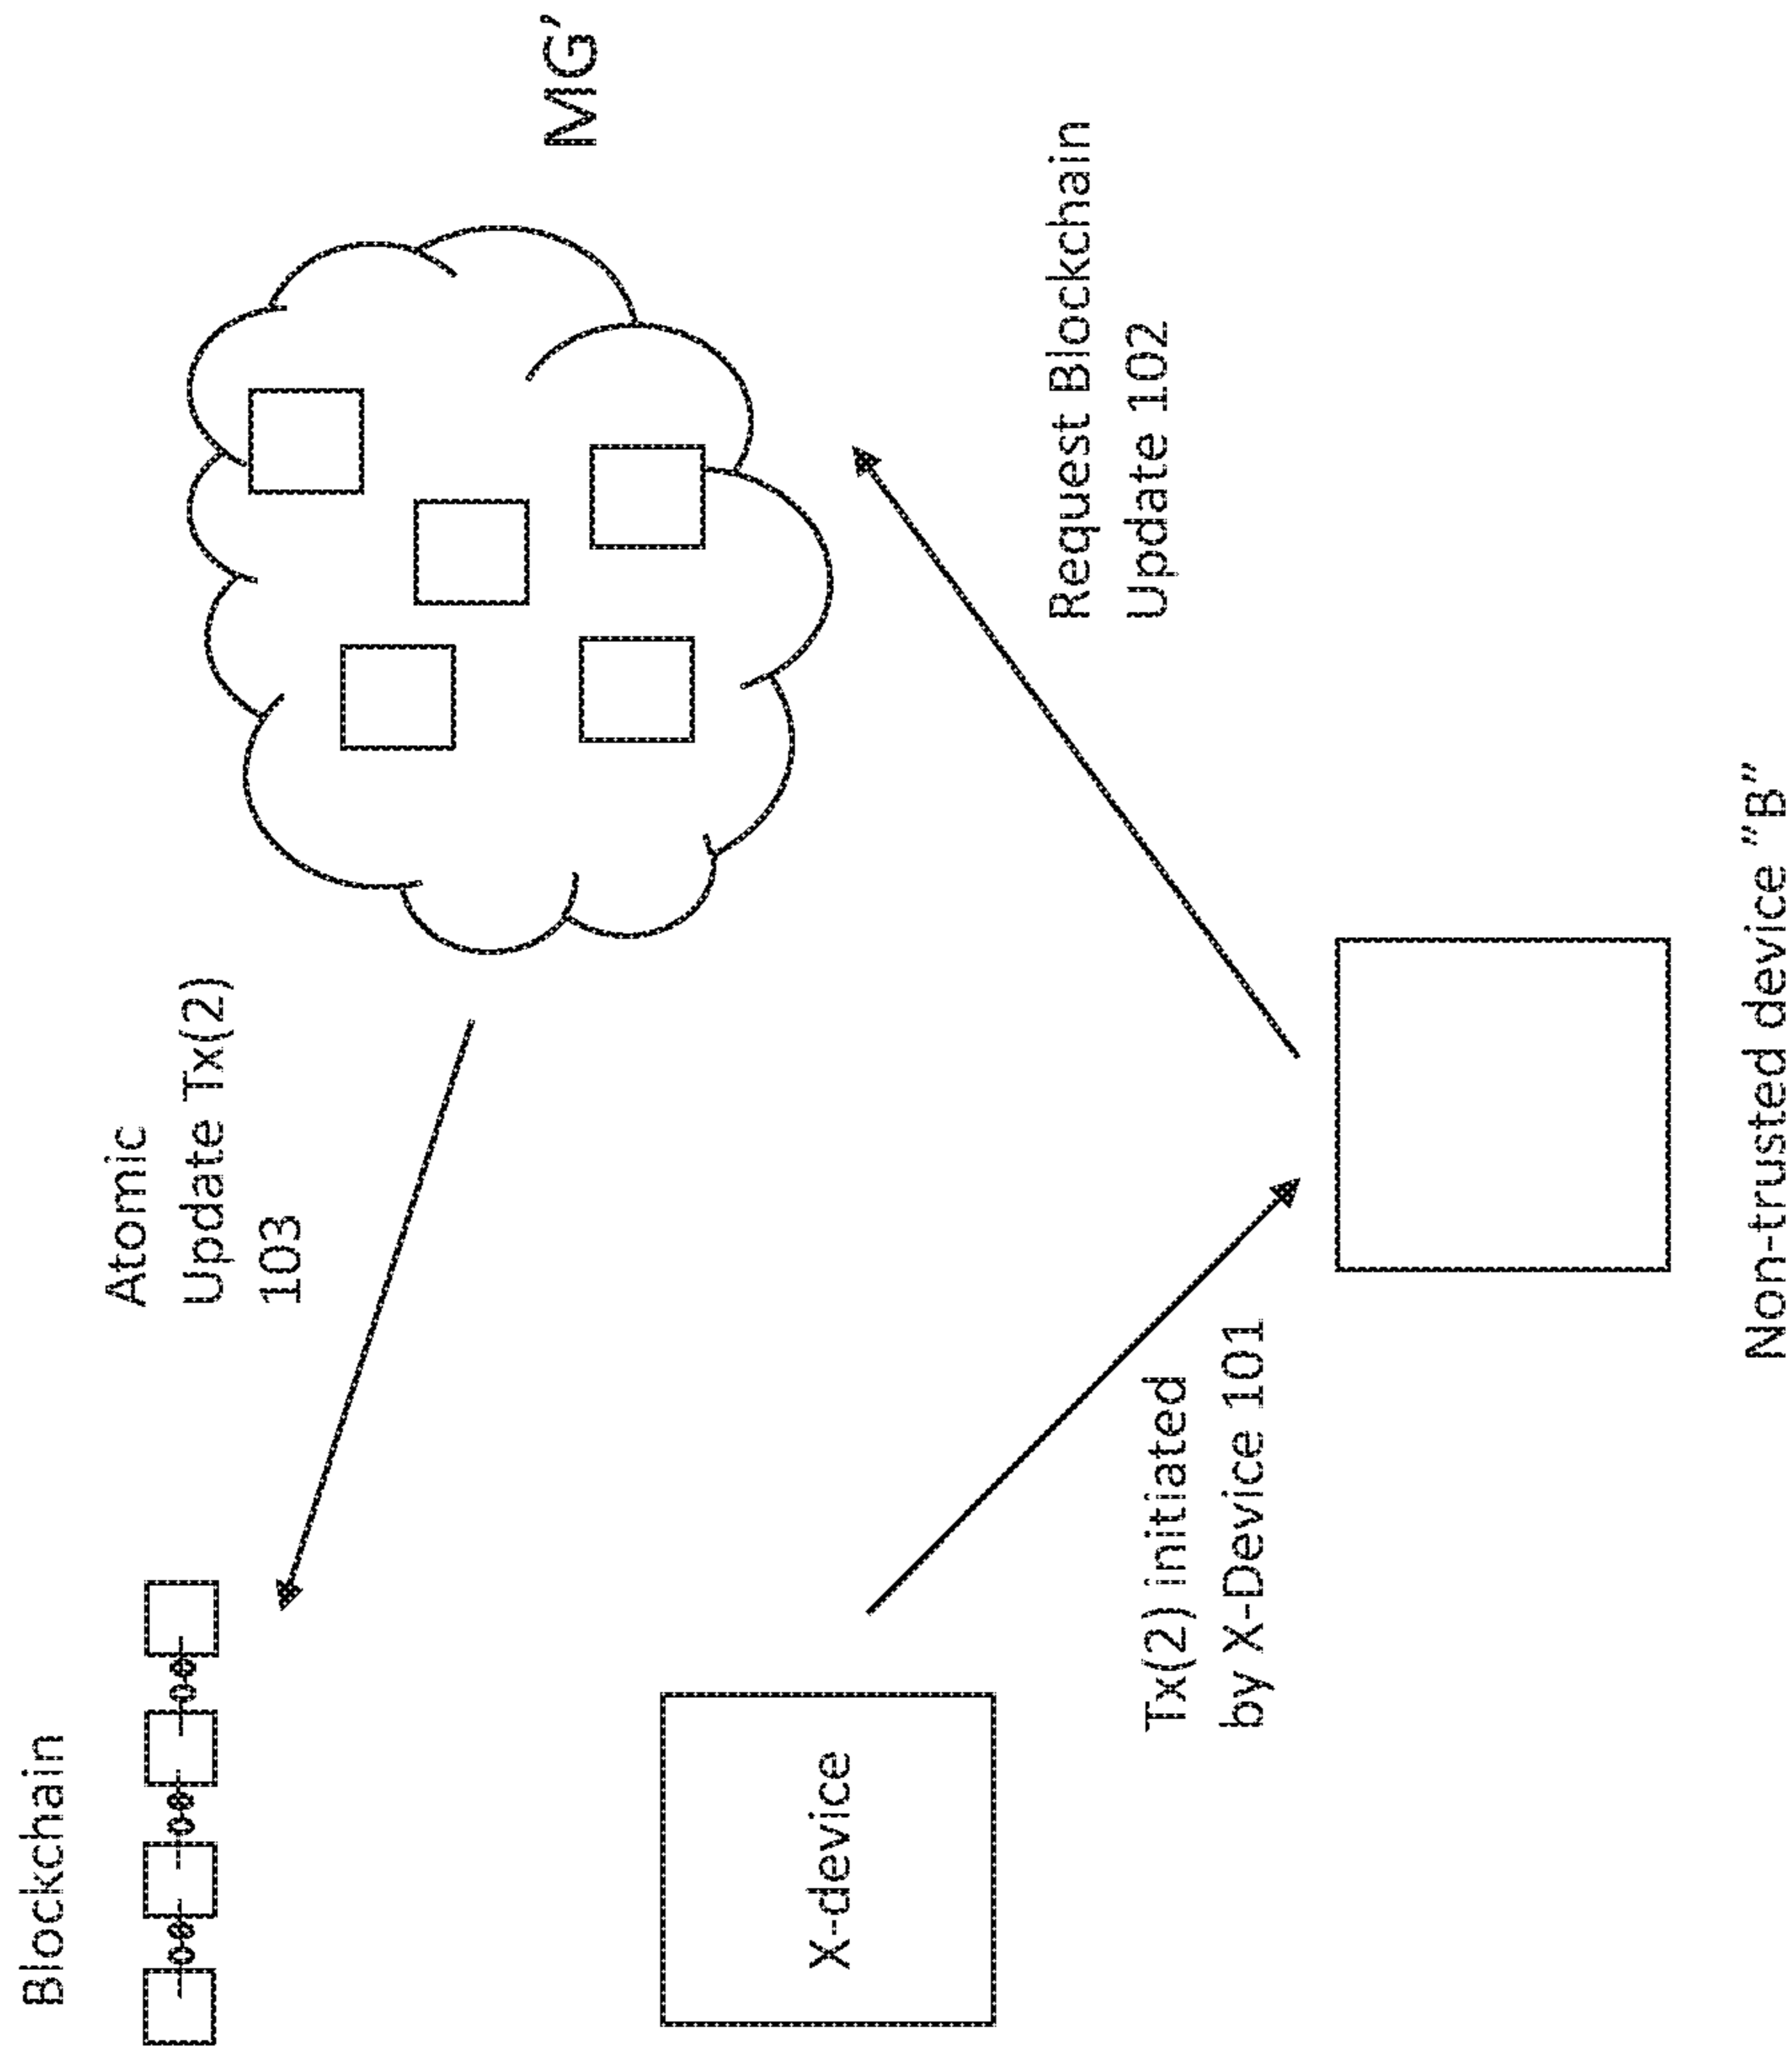 Blockchain
Atomic
Update Tx(2)
103
MG'
X-device
Tx(2) initiated
by X-Device 101
Request Blockchain
Update 102
Non-trusted device "B"